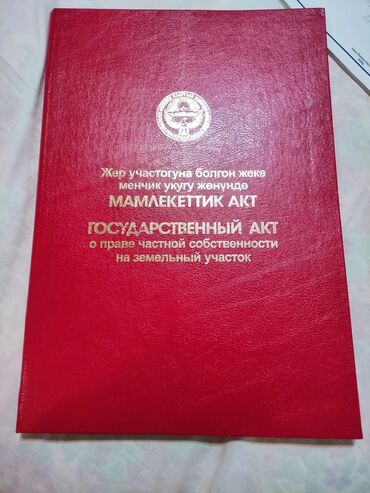 Жер участогуна болгон жеке
менчик укугу жөнүндө
МАМЛЕКЕТТИК АКТ
ГОСУДАРСТВЕННЫЙ АКТ
о праве частной собственности
на земельный участок